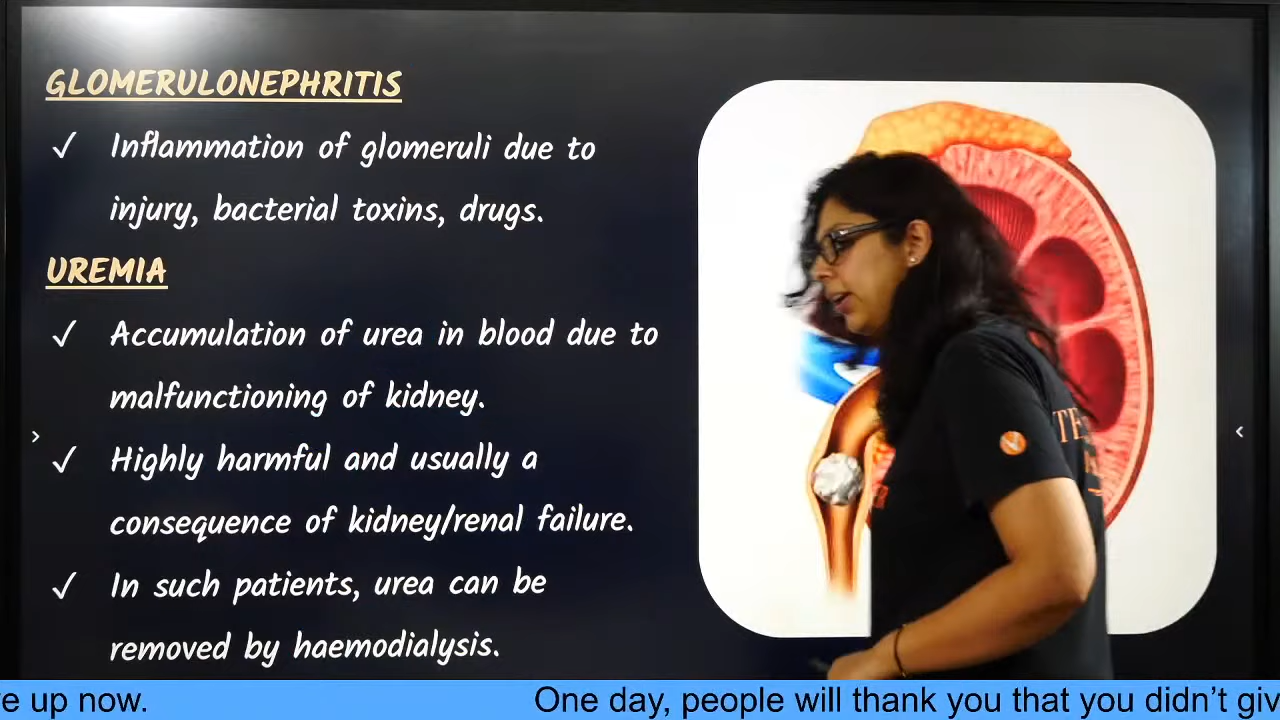 GLOMERULONEPHRITIS
✓ Inflammation of glomeruli due to
injury, bacterial toxins, drugs.
UREMIA
✓ Accumulation of urea in blood due to
malfunctioning of kidney.
✓ Highly harmful and usually a
consequence of kidney/renal failure.
✓ In such patients, urea can be
removed by haemodialysis.
e up now. One day, people will thank you that you didn’t giv